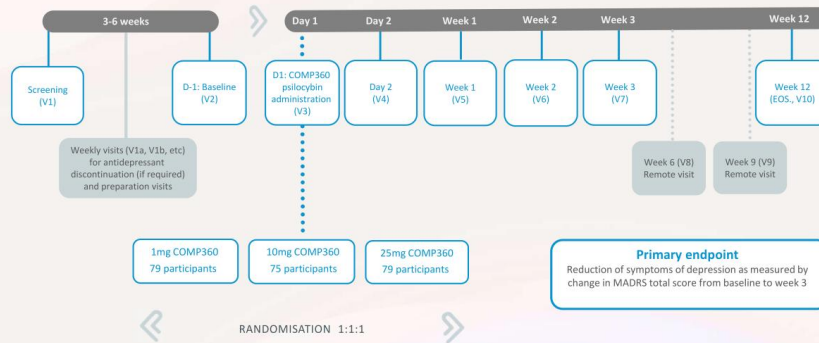 3-6 weeks
Day 1
Day 2
Week 1
Week 2
Week 3
Week 12
Screening
(V1)
D-1: Baseline
(V2)
D1: COMP360
psilocybin
administration
(V3)
Day 2
(V4)
Week 1
(V5)
Week 2
(V6)
Week 3
(V7)
Week 12
(EOS., V10)
Weekly visits (V1a, V1b, etc)
for antidepressant
discontinuation (if required)
and preparation visits
Week 6 (V8)
Remote visit
Week 9 (V9)
Remote visit
1mg COMP360
79 participants
10mg COMP360
75 participants
25mg COMP360
79 participants
Primary endpoint
Reduction of symptoms of depression as measured by
change in MADRS total score from baseline to week 3
RANDOMISATION 1:1:1